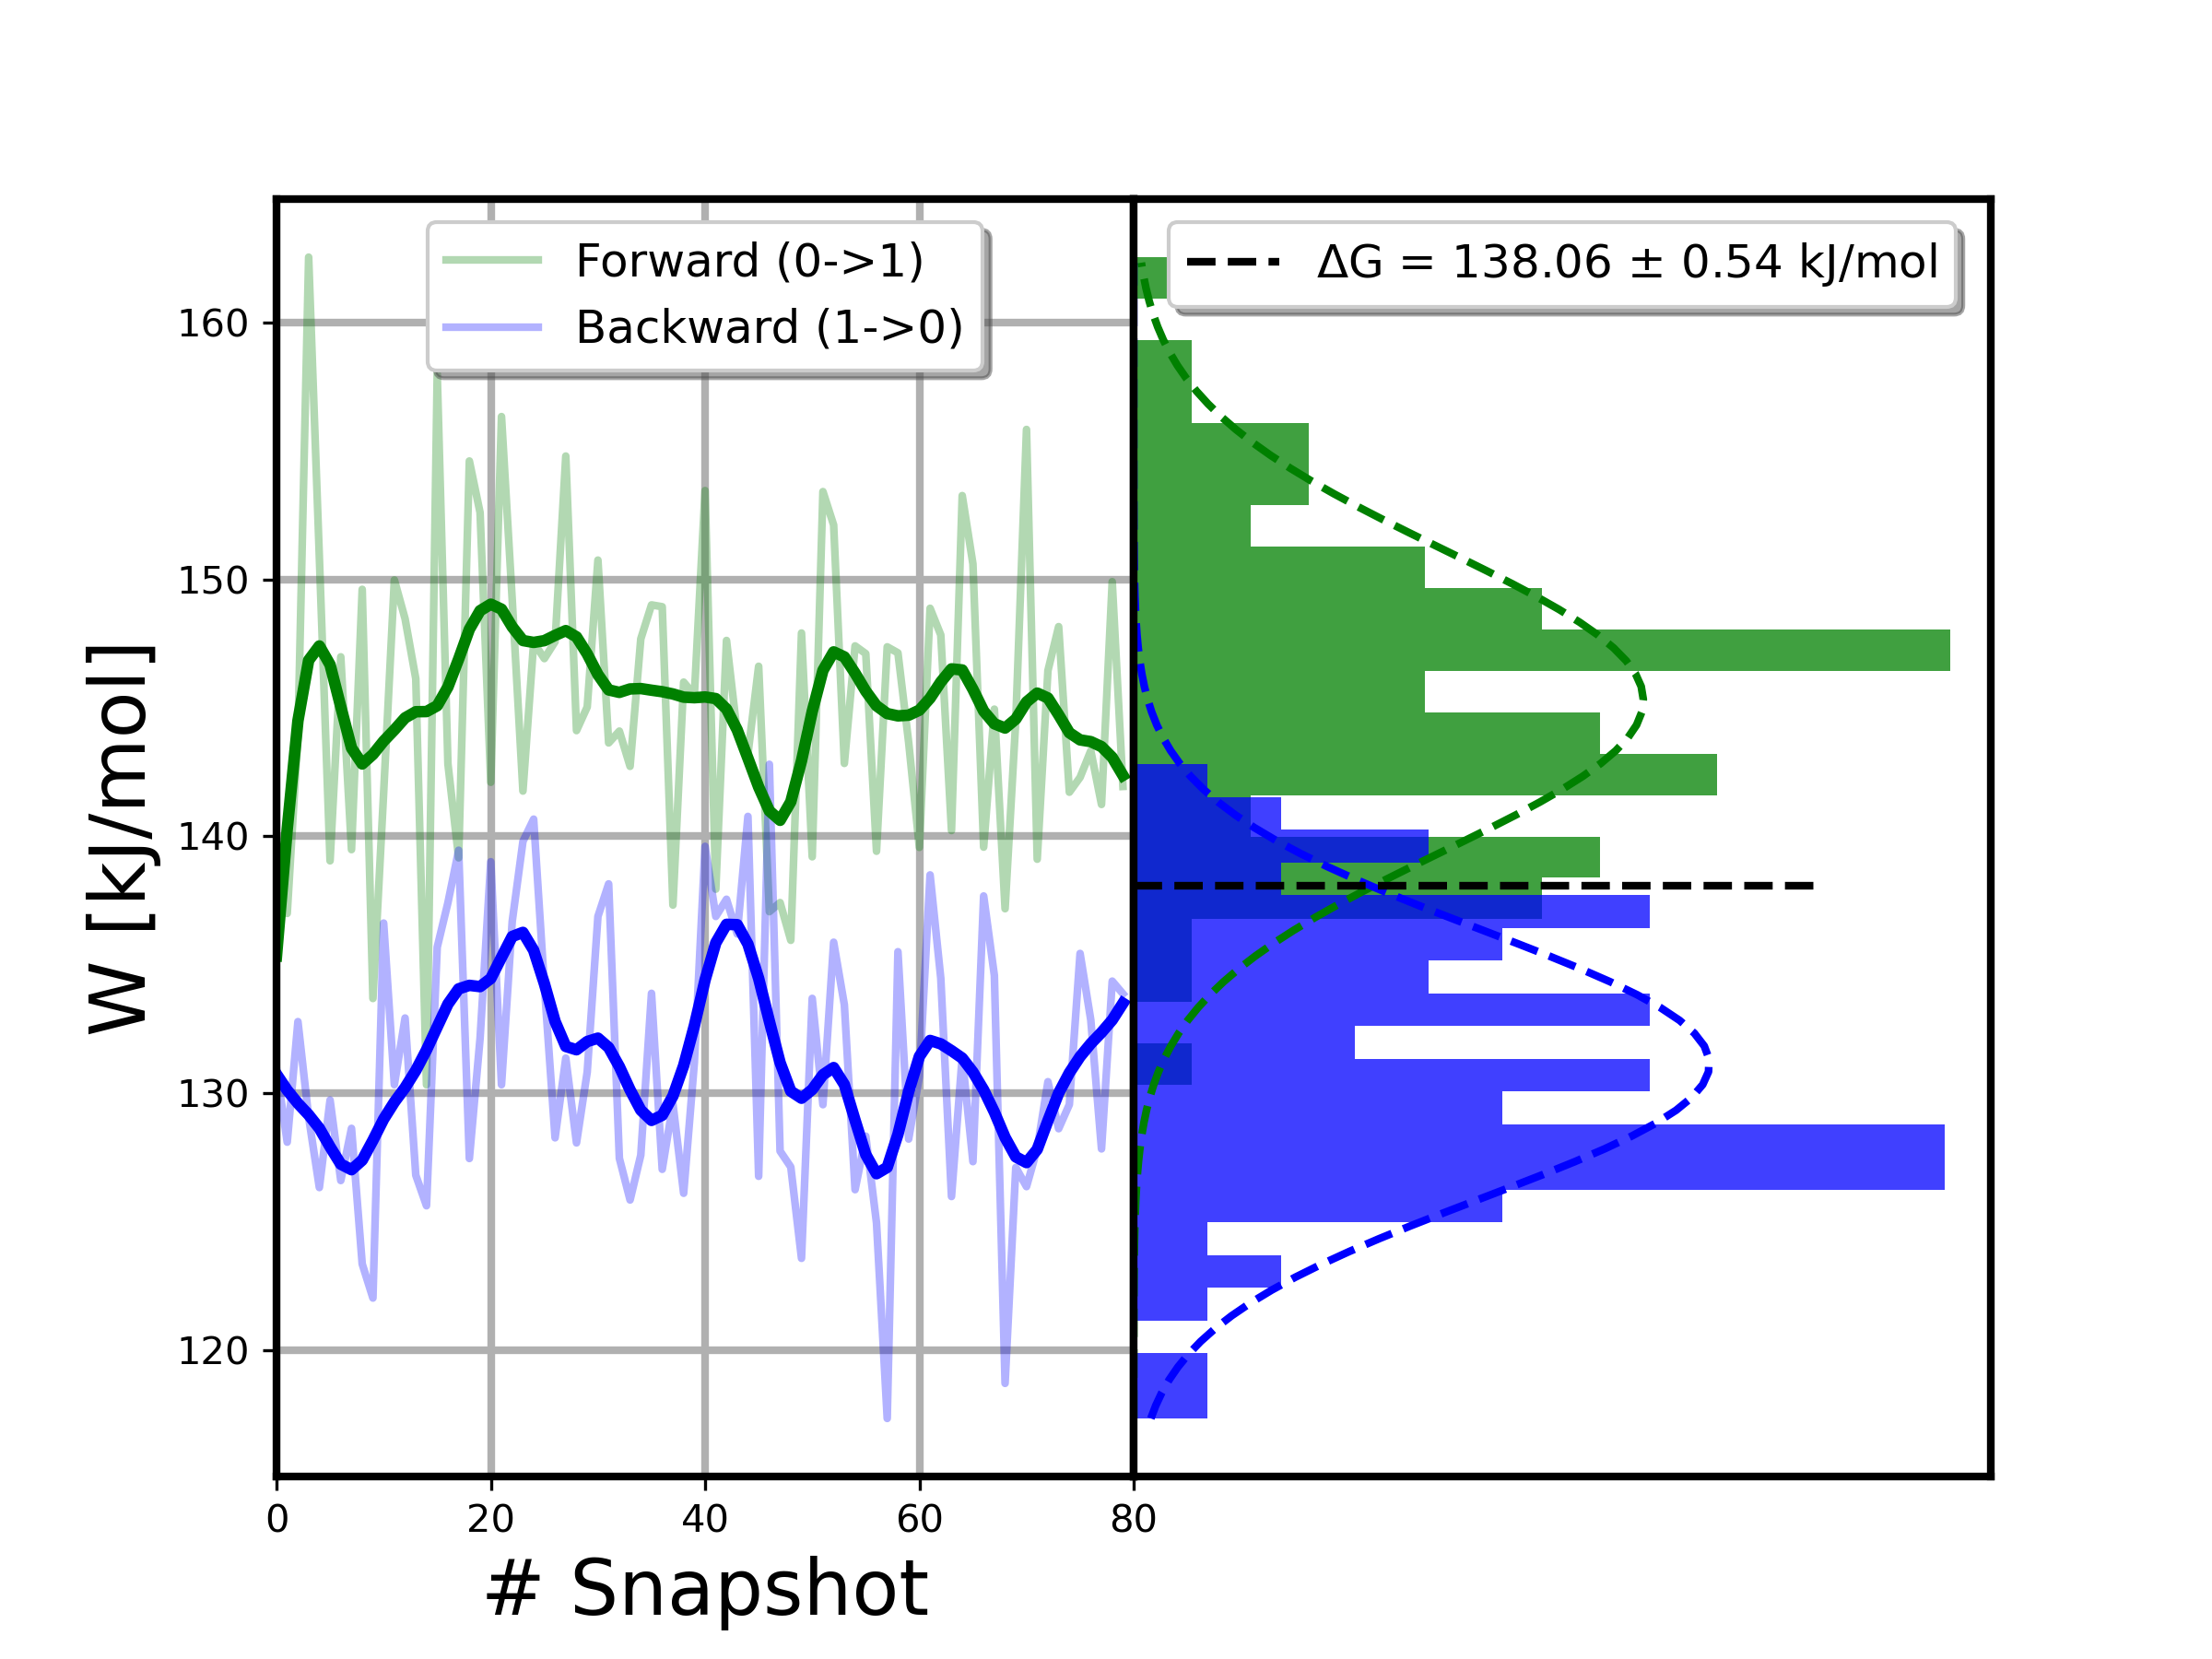 Forward (0->1)
Backward (1->0)
ΔG = 138.06 ± 0.54 kJ/mol
W [kJ/mol]
160
150
140
130
120
0 20 40 60 80
# Snapshot